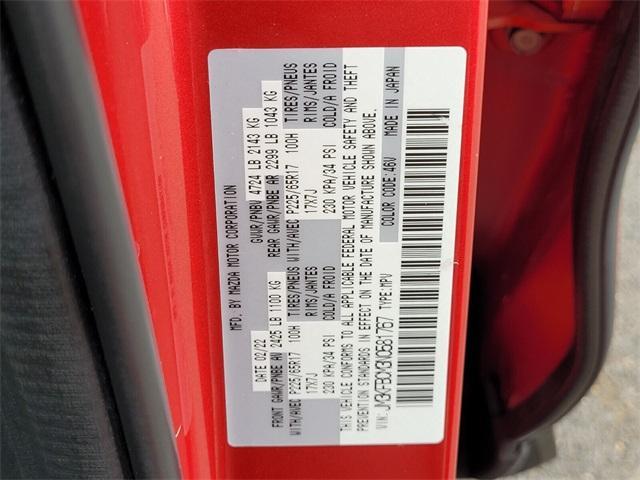 MFD. BY MAZDA MOTOR CORPORATION
DATE 02/22 GVWR/PNBV 4724 LB 2143 KG
FRONT GAWR/PNBE AV 2425 LB 1100 KG REAR GAWR/PNBE AR 2299 LB 1043 KG
WITH/AVEC P225/65R17 100H TIRES/PNEUS WITH/AVEC P225/65R17 100H TIRES/PNEUS
17X7J RIMS/JANTES 17X7J RIMS/JANTES
230 KPA/34 PSI COLD/A FROID 230 KPA/34 PSI COLD/A FROID
THIS VEHICLE CONFORMS TO ALL APPLICABLE FEDERAL MOTOR VEHICLE SAFETY AND THEFT
PREVENTION STANDARDS IN EFFECT ON THE DATE OF MANUFACTURE SHOWN ABOVE.
VIN: TYPE:MPV COLOR CODE:46V MADE IN JAPAN